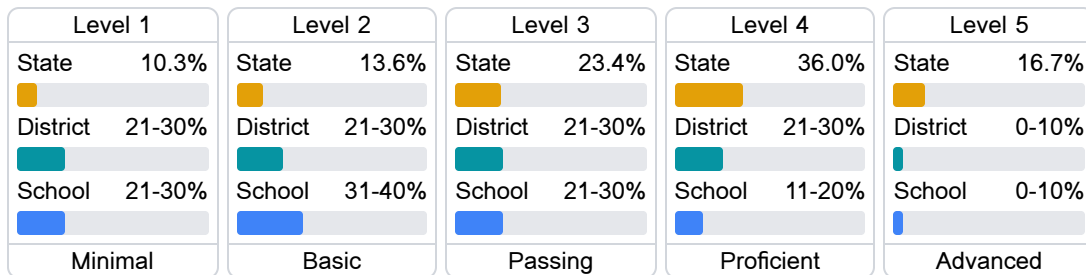 Level 1
State 10.3%
District 21-30%
School 21-30%
Minimal
Level 2
State 13.6%
District 21-30%
School 31-40%
Basic
Level 3
State 23.4%
District 21-30%
School 21-30%
Passing
Level 4
State 36.0%
District 21-30%
School 11-20%
Proficient
Level 5
State 16.7%
District 0-10%
School 0-10%
Advanced